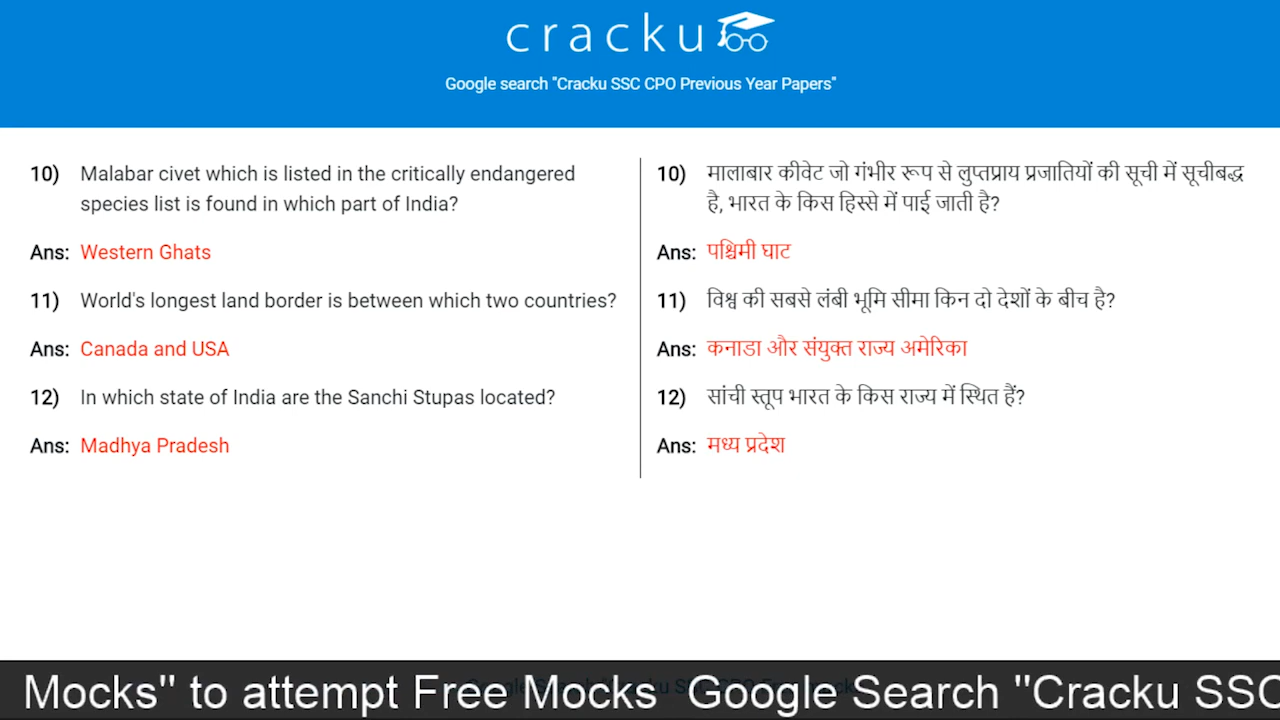 cracku
Google search "Cracku SSC CPO Previous Year Papers"
10) Malabar civet which is listed in the critically endangered
species list is found in which part of India?
Ans: Western Ghats
11) World's longest land border is between which two countries?
Ans: Canada and USA
12) In which state of India are the Sanchi Stupas located?
Ans: Madhya Pradesh
10) मालाबार कीवेट जो गंभीर रूप से लुप्तप्राय प्रजातियों की सूची में सूचीबद्ध
है, भारत के किस हिस्से में पाई जाती है?
Ans: पश्चिमी घाट
11) विश्व की सबसे लंबी भूमि सीमा किन दो देशों के बीच है?
Ans: कनाडा और संयुक्त राज्य अमेरिका
12) सांची स्तूप भारत के किस राज्य में स्थित हैं?
Ans: मध्य प्रदेश
Mocks" to attempt Free Mocks Google Search "Cracku SSC